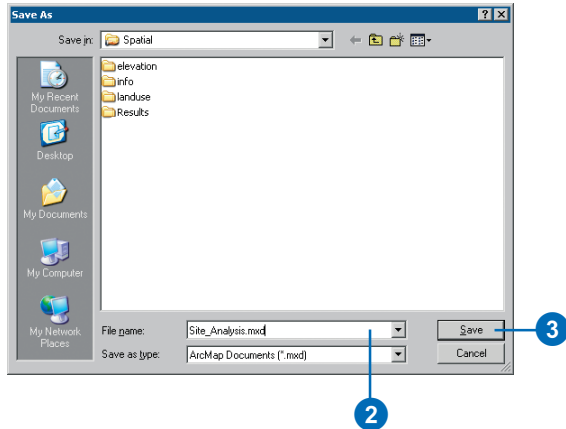 Save As
Save in:
Spatial
elevation
info
landuse
Results
My Recent
Documents
Desktop
My Documents
My Computer
My Network
Places
File name:
Site_Analysis.mxd
Save
3
Save as type:
ArcMap Documents (*.mxd)
Cancel
2